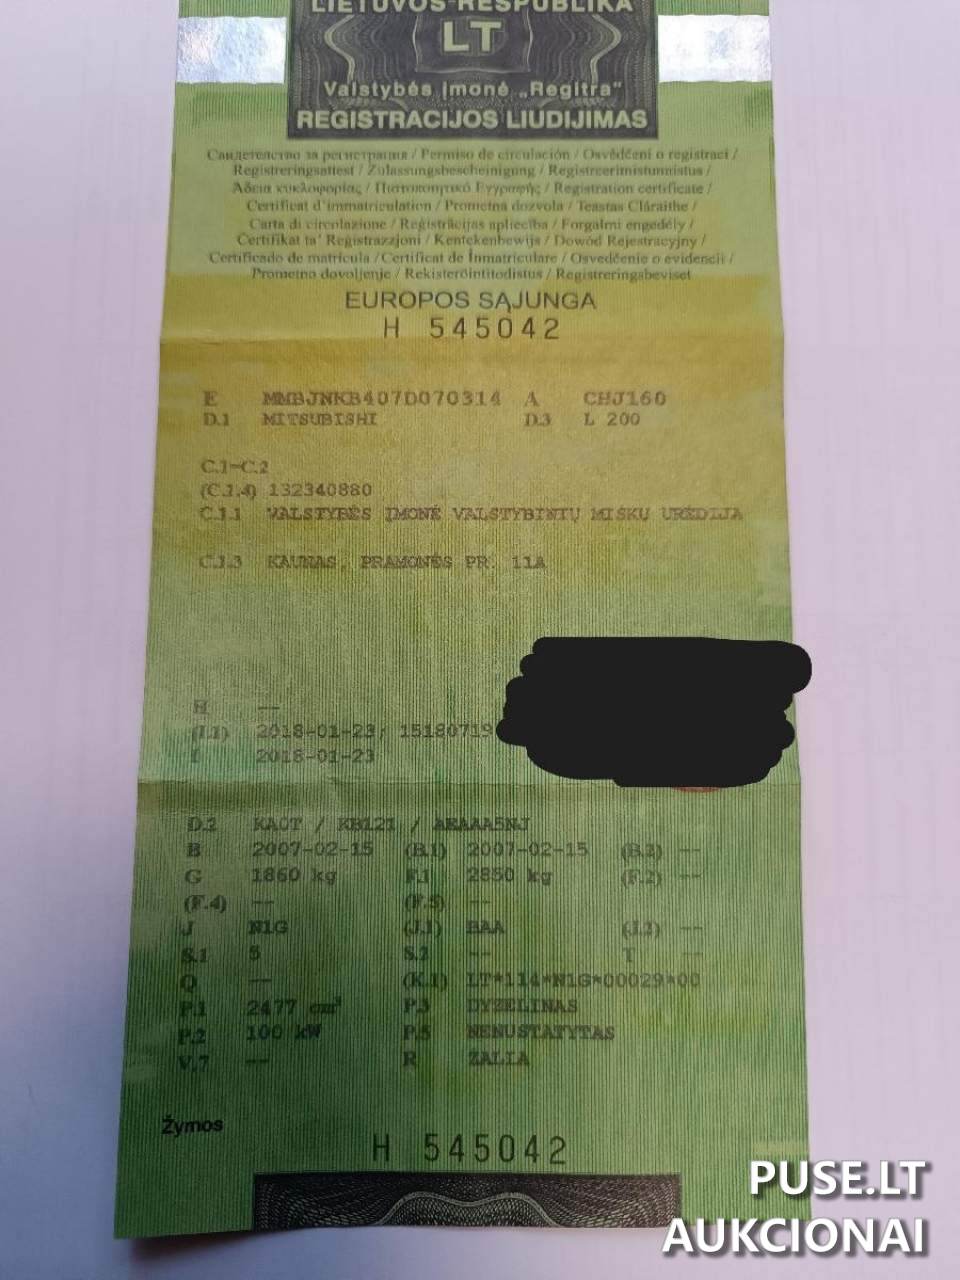 LIETUVOS RESPUBLIKA
LT
Valstybės įmonė „Regitra“
REGISTRACIJOS LIUDIJIMAS
Свидетелство за регистрация / Permiso de circulación / Osvědčení o registraci /
Registreringsattest / Zulassungsbescheinigung / Registreerimistunnistus /
Άδεια κυκλοφορίας / Πιστοποιητικό Εγγραφής / Registration certificate /
Certificat d'immatriculation / Prometna dozvola / Teastas Cláraithe /
Carta di circolazione / Reģistrācijas apliecība / Forgalmi engedély /
Ċertifikat ta' Reġistrazzjoni / Kentekenbewijs / Dowód Rejestracyjny /
Certificado de matrícula / Certificat de Înmatriculare / Osvedčenie o evidencii /
Prometno dovoljenje / Rekisteröintitodistus / Registreringsbeviset
EUROPOS SĄJUNGA
H 545042
E MMBJNKB407D070314 A CHJ160
D.1 MITSUBISHI D.3 L 200
C.1-C.2
(C.1.4) 132340880
C.1.1 VALSTYBĖS ĮMONĖ VALSTYBINIŲ MIŠKŲ URĖDIJA
C.1.3 KAUNAS, PRAMONĖS PR. 11A
H --
(I.1) 2018-01-23, 15180719
I 2018-01-23
D.2 KA0T / KB121 / AEAAA5NJ
B 2007-02-15 (B.1) 2007-02-15 (B.2) --
G 1860 kg F.1 2850 kg (F.2) --
(F.4) -- (F.5) --
J N1G (J.1) BAA (J.2) --
S.1 5 S.2 -- T --
Q -- (K.1) LT*114*N1G*00029*00
P.1 2477 cm³ P.3 DYZELINAS
P.2 100 kW P.5 NENUSTATYTAS
V.7 -- R ŽALIA
Žymos
H 545042
PUSE.LT
AUKCIONAI